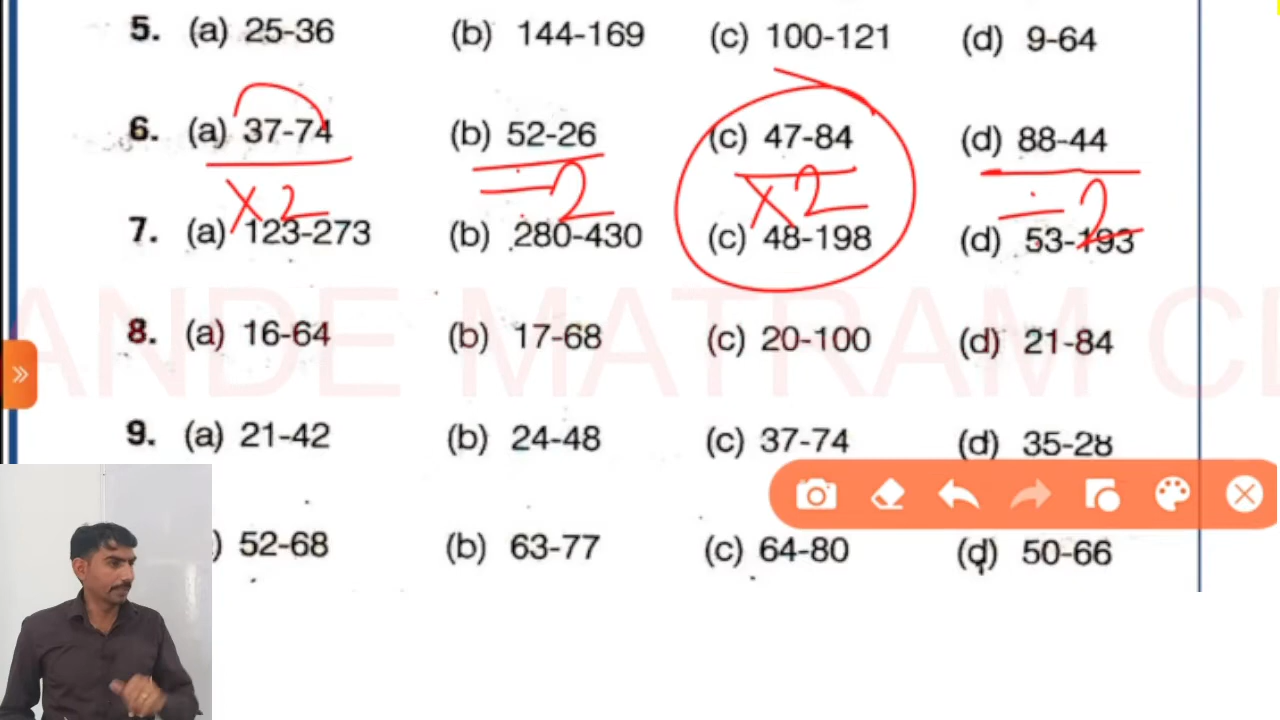 5. (a) 25-36 (b) 144-169 (c) 100-121 (d) 9-64
6. (a) 37-74 (b) 52-26 (c) 47-84 (d) 88-44
×2 ÷2 ×2 ÷2
7. (a) 123-273 (b) 280-430 (c) 48-198 (d) 53-193
ANDE MATRAM CL
8. (a) 16-64 (b) 17-68 (c) 20-100 (d) 21-84
9. (a) 21-42 (b) 24-48 (c) 37-74 (d) 35-28
) 52-68 (b) 63-77 (c) 64-80 (d) 50-66